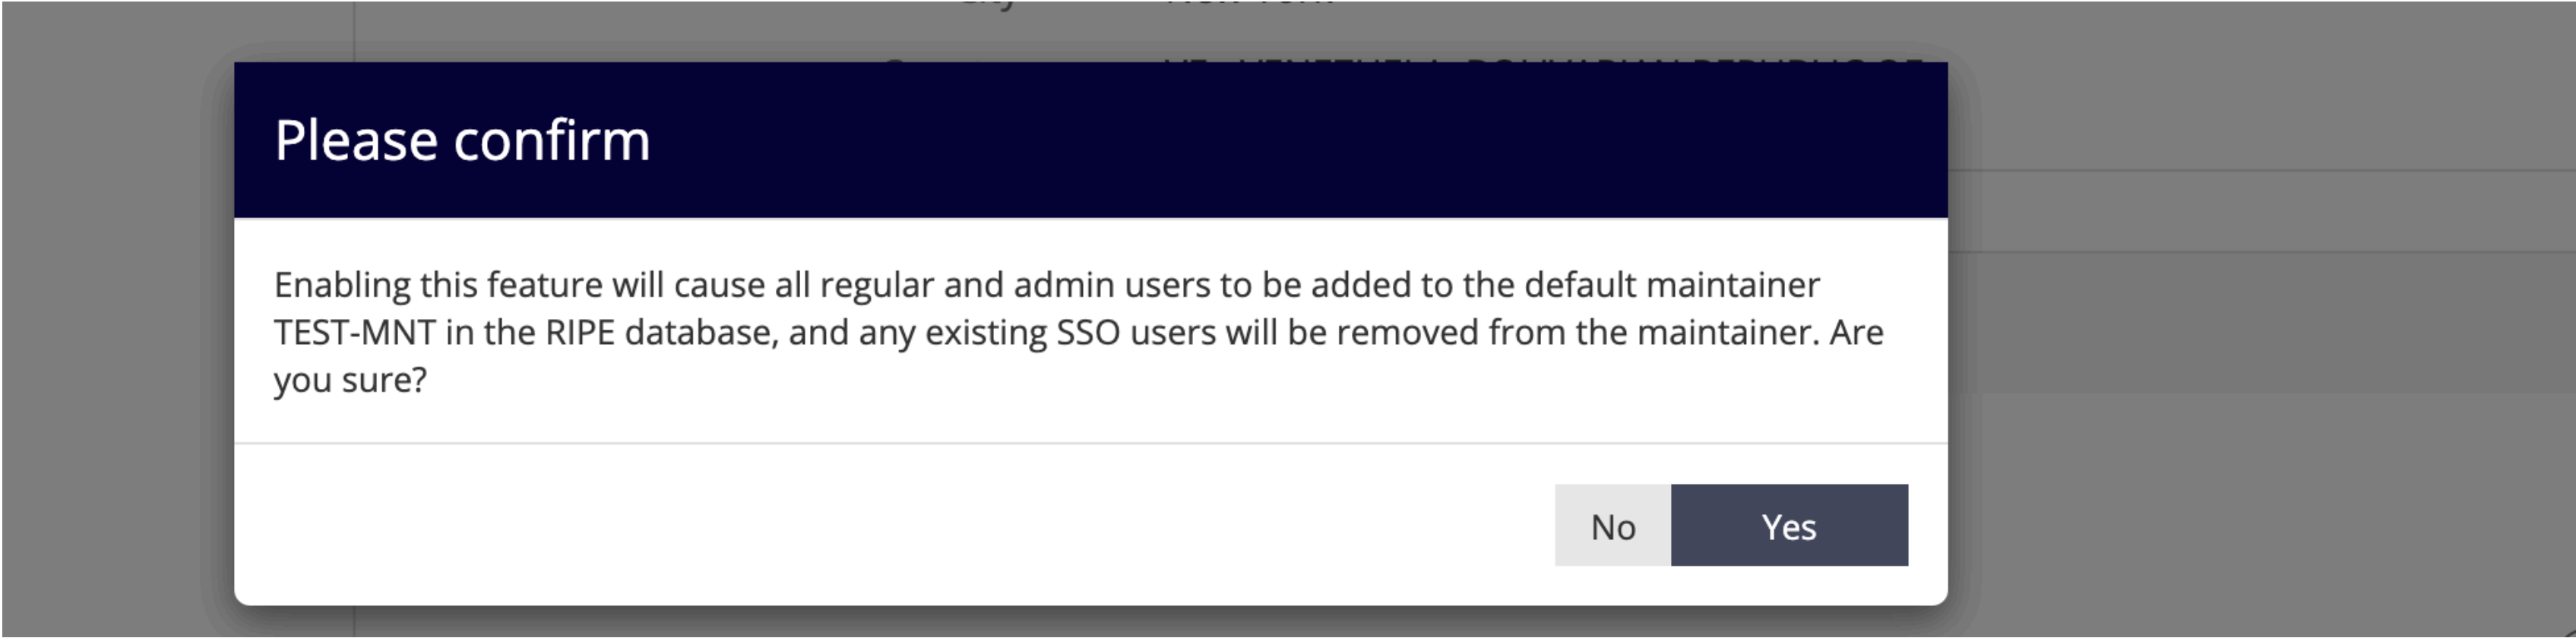 Please confirm
Enabling this feature will cause all regular and admin users to be added to the default maintainer
TEST-MNT in the RIPE database, and any existing SSO users will be removed from the maintainer. Are
you sure?
No
Yes